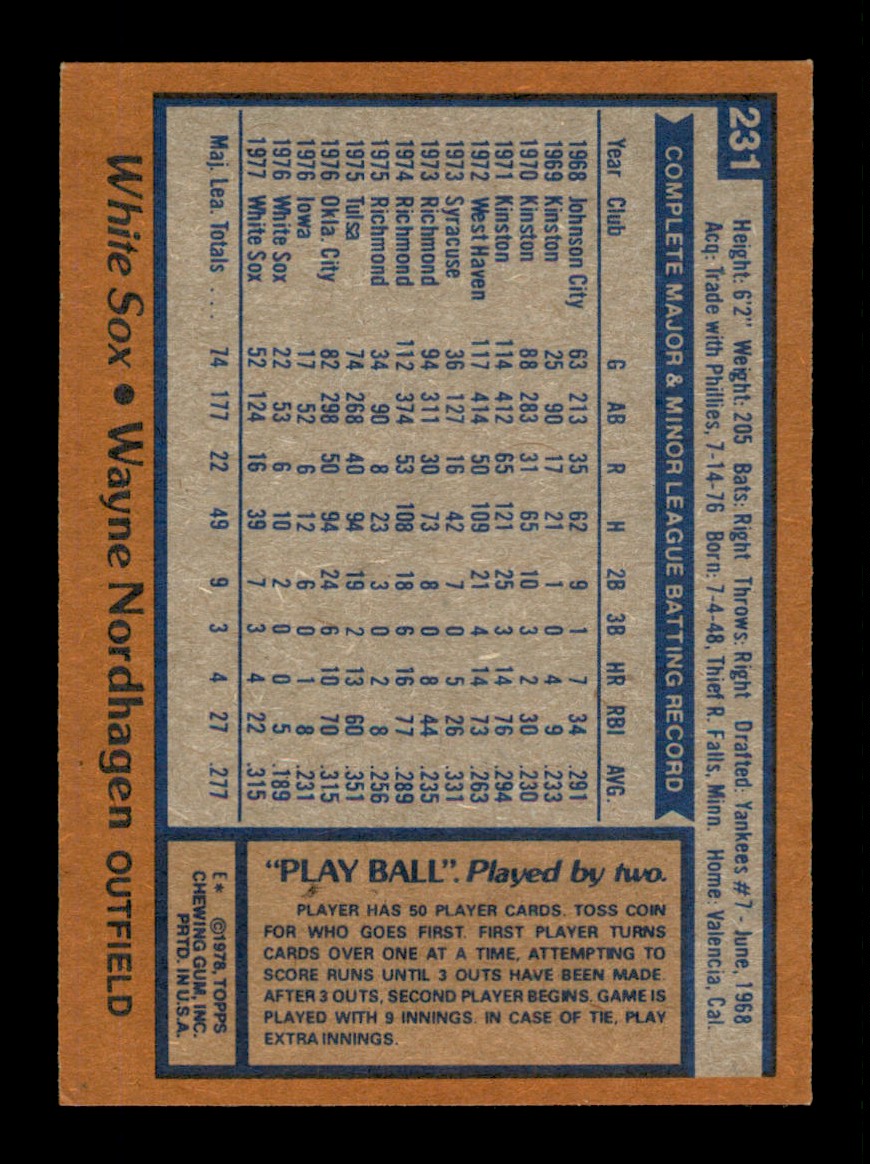 231
Height: 6'2" Weight: 205 Bats: Right Throws: Right Drafted: Yankees #7 - June, 1968
Acq: Trade with Phillies, 7-14-76 Born: 7-4-48, Thief R. Falls, Minn. Home: Valencia, Cal.
COMPLETE MAJOR & MINOR LEAGUE BATTING RECORD
Year Club G AB R H 2B 3B HR RBI AVG.
1968 Johnson City 63 213 35 62 9 1 7 34 .291
1969 Kinston 25 90 17 21 1 0 4 9 .233
1970 Kinston 88 283 31 65 10 3 2 30 .230
1971 Kinston 114 412 65 121 25 3 14 76 .294
1972 West Haven 117 414 50 109 21 4 14 73 .263
1973 Syracuse 36 127 16 42 7 0 5 26 .331
1973 Richmond 94 311 30 73 8 0 8 44 .235
1974 Richmond 112 374 53 108 18 6 16 77 .289
1975 Richmond 34 90 8 23 3 0 2 8 .256
1975 Tulsa 74 268 40 94 19 2 13 60 .351
1976 Okla. City 82 298 50 94 24 6 10 70 .315
1976 Iowa 17 52 6 12 6 0 1 8 .231
1976 White Sox 22 53 6 10 2 0 0 5 .189
1977 White Sox 52 124 16 39 7 3 4 22 .315
Maj. Lea. Totals .... 74 177 22 49 9 3 4 27 .277
White Sox • Wayne Nordhagen OUTFIELD
"PLAY BALL". Played by two.
PLAYER HAS 50 PLAYER CARDS. TOSS COIN
FOR WHO GOES FIRST. FIRST PLAYER TURNS
CARDS OVER ONE AT A TIME, ATTEMPTING TO
SCORE RUNS UNTIL 3 OUTS HAVE BEEN MADE.
AFTER 3 OUTS, SECOND PLAYER BEGINS. GAME IS
PLAYED WITH 9 INNINGS. IN CASE OF TIE, PLAY
EXTRA INNINGS.
E* ©1978, TOPPS
CHEWING GUM, INC.
PRTD. IN U.S.A.